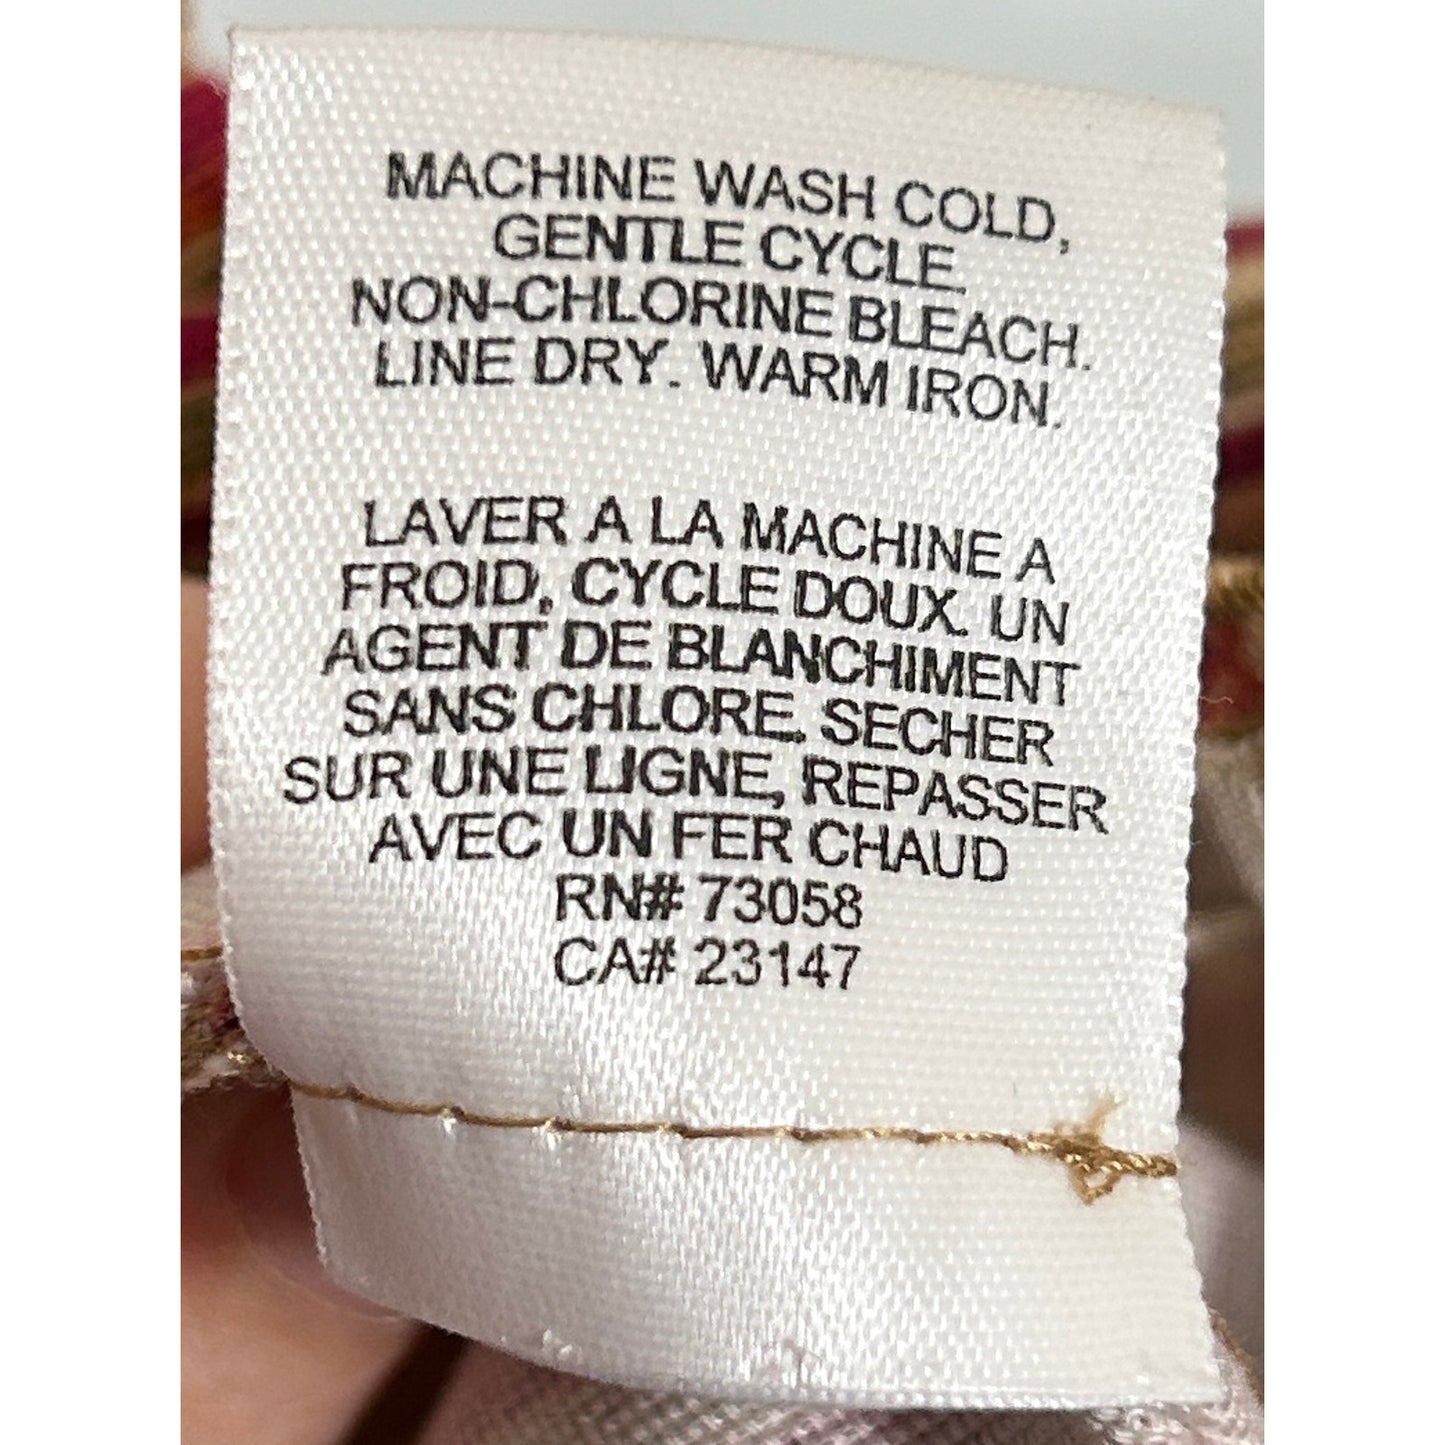 MACHINE WASH COLD,
GENTLE CYCLE.
NON-CHLORINE BLEACH.
LINE DRY. WARM IRON.
LAVER A LA MACHINE A
FROID, CYCLE DOUX. UN
AGENT DE BLANCHIMENT
SANS CHLORE. SECHER
SUR UNE LIGNE, REPASSER
AVEC UN FER CHAUD
RN# 73058
CA# 23147